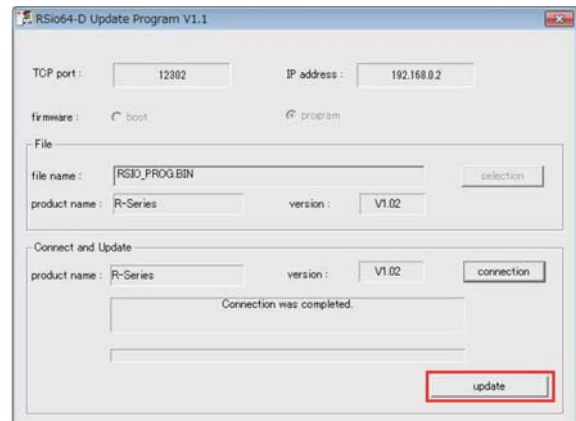 RSio64-D Update Program V1.1
TCP port : 12302 IP address : 192.168.0.2
firmware : boot program
File
file name : RSIO_PROG.BIN selection
product name : R-Series version : V1.02
Connect and Update
product name : R-Series version : V1.02 connection
Connection was completed.
update